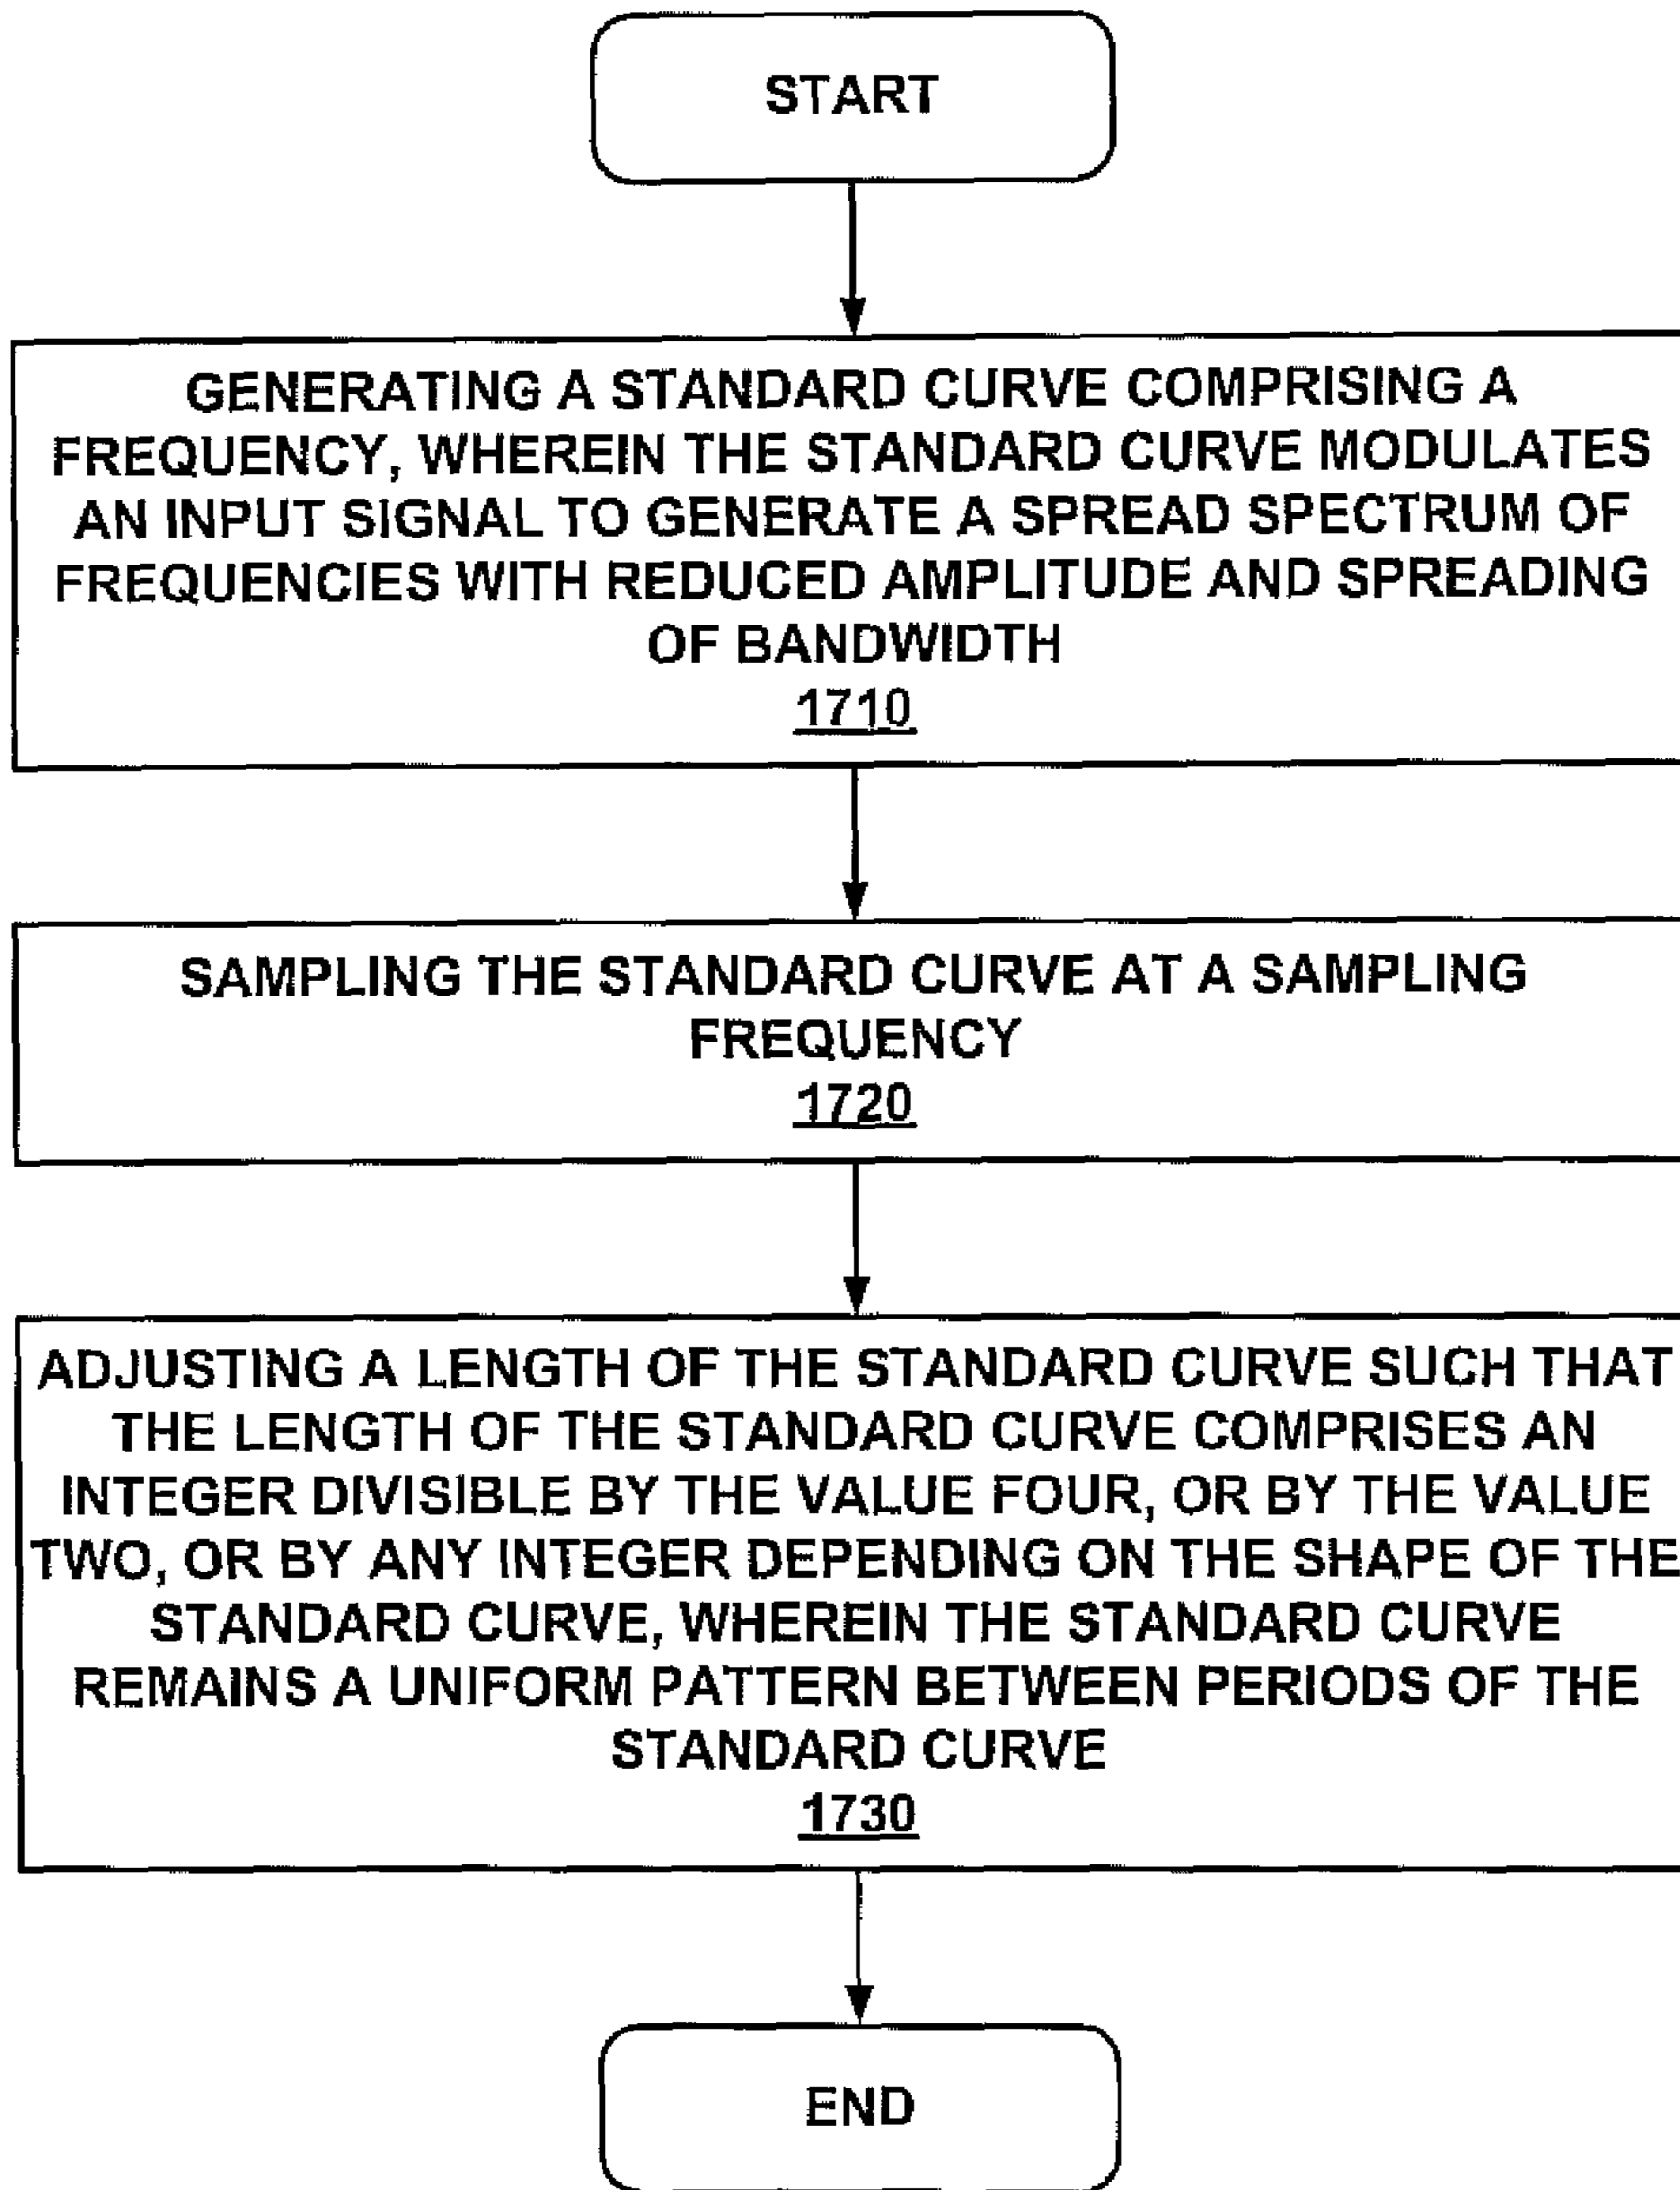 START
GENERATING A STANDARD CURVE COMPRISING A
FREQUENCY, WHEREIN THE STANDARD CURVE MODULATES
AN INPUT SIGNAL TO GENERATE A SPREAD SPECTRUM OF
FREQUENCIES WITH REDUCED AMPLITUDE AND SPREADING
OF BANDWIDTH
1710
SAMPLING THE STANDARD CURVE AT A SAMPLING
FREQUENCY
1720
ADJUSTING A LENGTH OF THE STANDARD CURVE SUCH THAT
THE LENGTH OF THE STANDARD CURVE COMPRISES AN
INTEGER DIVISIBLE BY THE VALUE FOUR, OR BY THE VALUE
TWO, OR BY ANY INTEGER DEPENDING ON THE SHAPE OF THE
STANDARD CURVE, WHEREIN THE STANDARD CURVE
REMAINS A UNIFORM PATTERN BETWEEN PERIODS OF THE
STANDARD CURVE
1730
END